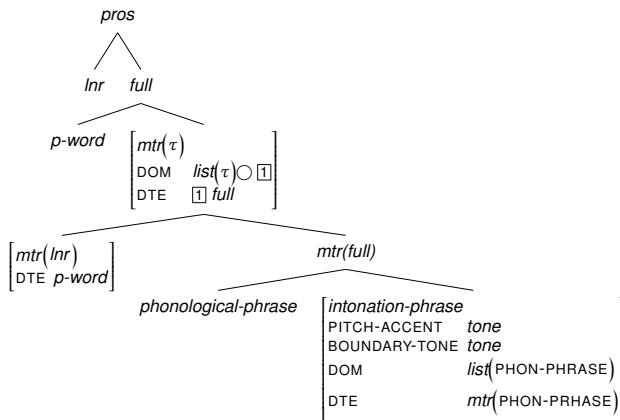 pros
lnr full
p-word
[mtr(τ)
DOM list(τ)○ 1
DTE 1 full]
[mtr(lnr)
DTE p-word]
mtr(full)
phonological-phrase
[intonation-phrase
PITCH-ACCENT tone
BOUNDARY-TONE tone
DOM list(PHON-PHRASE)
DTE mtr(PHON-PRHASE)